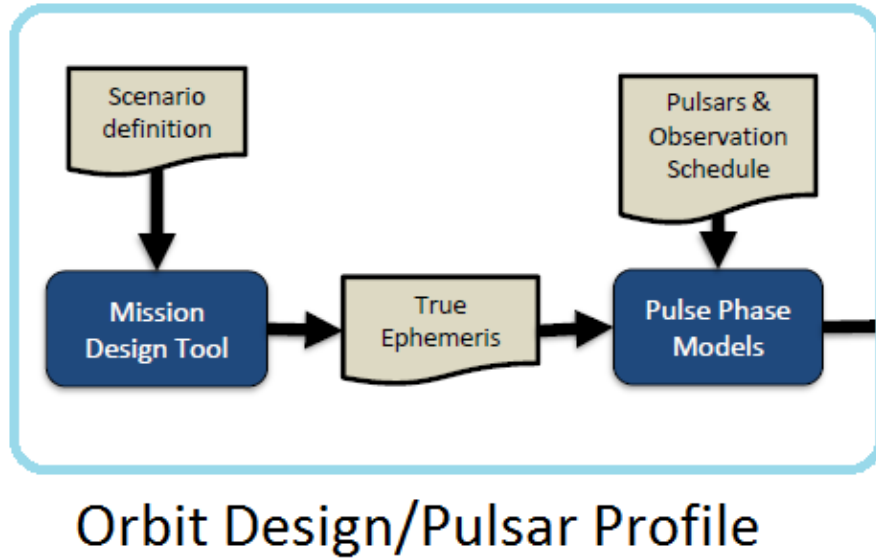 Scenario
definition
Pulsars &
Observation
Schedule
Mission
Design Tool
True
Ephemeris
Pulse Phase
Models
Orbit Design/Pulsar Profile